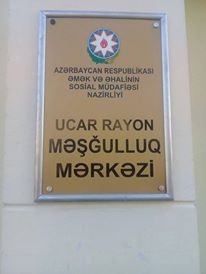 AZƏRBAYCAN RESPUBLİKASI
ƏMƏK VƏ ƏHALİNİN
SOSİAL MÜDAFİƏSİ
NAZİRLİYİ
UCAR RAYON
MƏŞĞULLUQ
MƏRKƏZİ